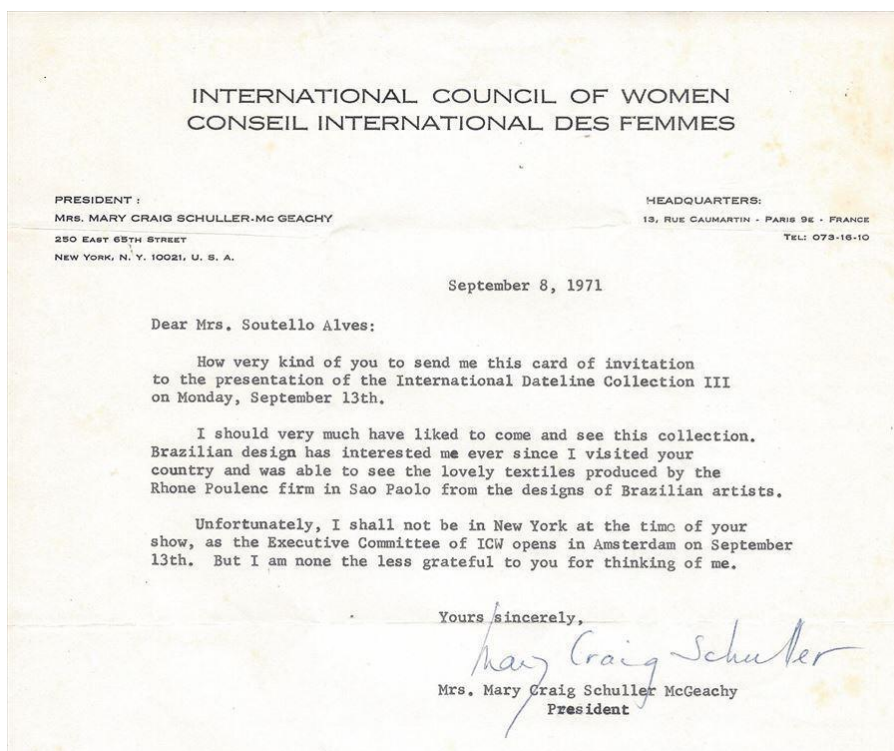 INTERNATIONAL COUNCIL OF WOMEN
CONSEIL INTERNATIONAL DES FEMMES
PRESIDENT :
MRS. MARY CRAIG SCHULLER-MC GEACHY
250 EAST 65TH STREET
NEW YORK, N. Y. 10021, U. S. A.
HEADQUARTERS:
13, RUE CAUMARTIN - PARIS 9E - FRANCE
TEL: 073-16-10
September 8, 1971
Dear Mrs. Soutello Alves:
How very kind of you to send me this card of invitation
to the presentation of the International Dateline Collection III
on Monday, September 13th.
I should very much have liked to come and see this collection.
Brazilian design has interested me ever since I visited your
country and was able to see the lovely textiles produced by the
Rhone Poulenc firm in Sao Paolo from the designs of Brazilian artists.
Unfortunately, I shall not be in New York at the time of your
show, as the Executive Committee of ICW opens in Amsterdam on September
13th. But I am none the less grateful to you for thinking of me.
Yours sincerely,
Mary Craig Schuller
Mrs. Mary Craig Schuller McGeachy
President